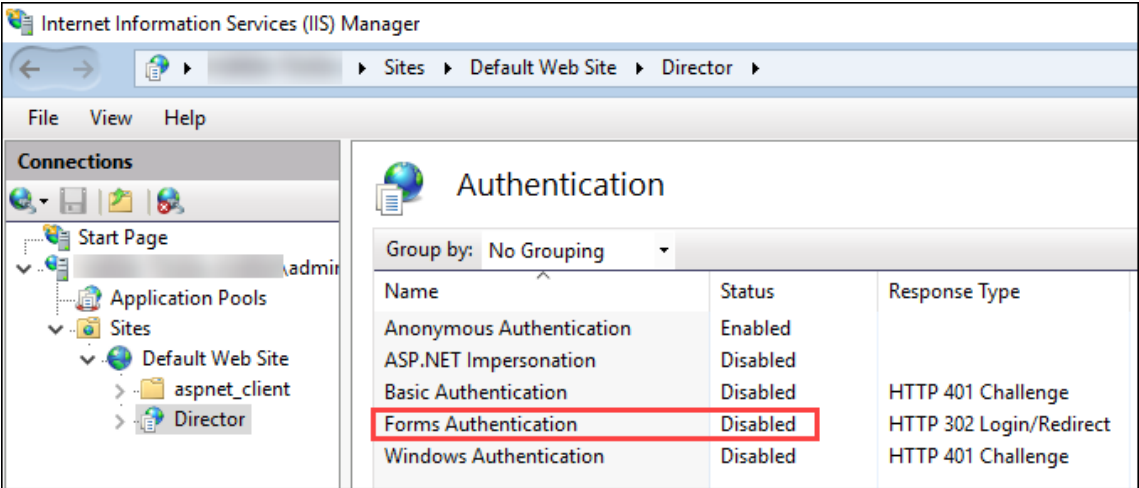 Internet Information Services (IIS) Manager
Sites Default Web Site Director
File View Help
Connections
Start Page
\admin
Application Pools
Sites
Default Web Site
aspnet_client
Director
Authentication
Group by: No Grouping
Name Status Response Type
Anonymous Authentication Enabled
ASP.NET Impersonation Disabled
Basic Authentication Disabled HTTP 401 Challenge
Forms Authentication Disabled HTTP 302 Login/Redirect
Windows Authentication Disabled HTTP 401 Challenge